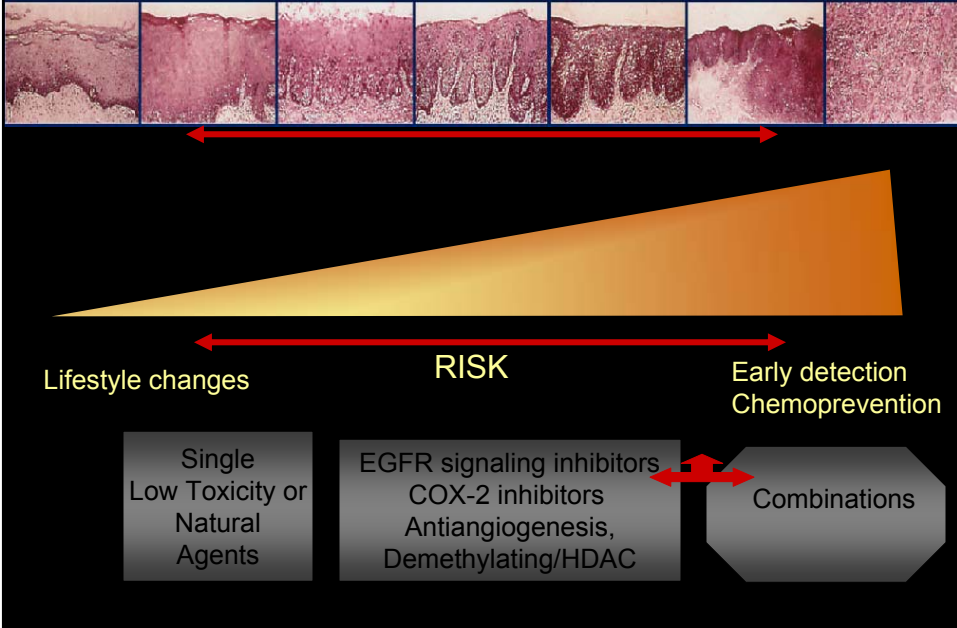 RISK
Lifestyle changes
Early detection
Chemoprevention
Single
Low Toxicity or
Natural
Agents
EGFR signaling inhibitors
COX-2 inhibitors
Antiangiogenesis,
Demethylating/HDAC
Combinations